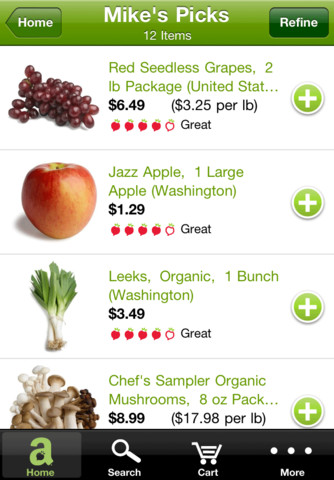 Home
Mike's Picks
12 Items
Refine
Red Seedless Grapes, 2
lb Package (United Stat...
$6.49 ($3.25 per lb)
Great
Jazz Apple, 1 Large
Apple (Washington)
$1.29
Great
Leeks, Organic, 1 Bunch
(Washington)
$3.49
Great
Chef's Sampler Organic
Mushrooms, 8 oz Pack...
$8.99 ($17.98 per lb)
a
Home Search Cart More